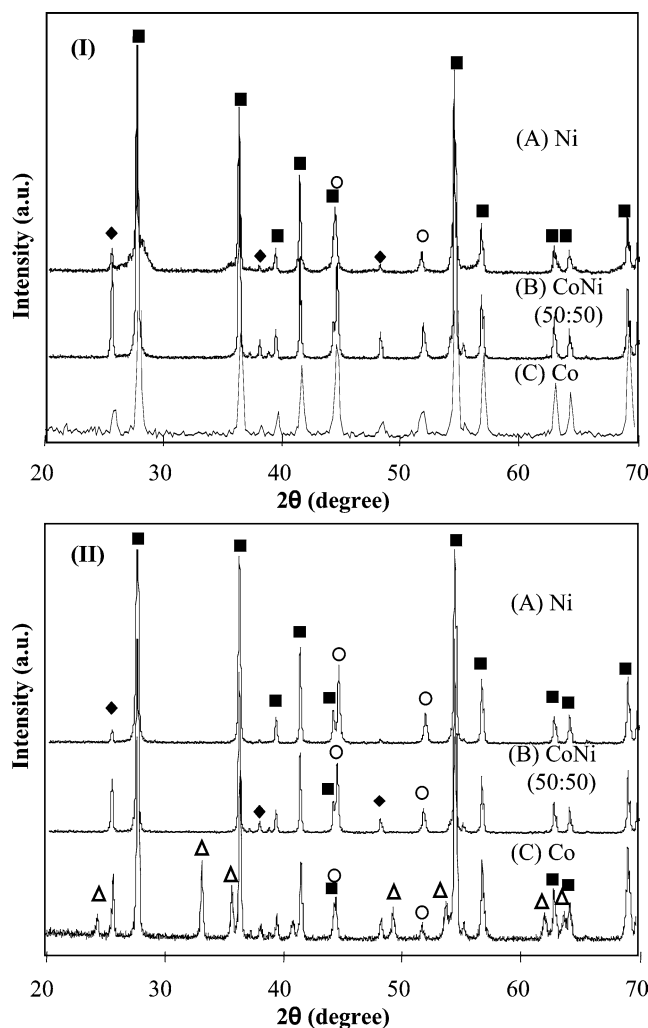 (I)
(A) Ni
(B) CoNi
(50:50)
(C) Co
Intensity (a.u.)
20 30 40 50 60 70
2θ (degree)
(II)
(A) Ni
(B) CoNi
(50:50)
(C) Co
Intensity (a.u.)
20 30 40 50 60 70
2θ (degree)